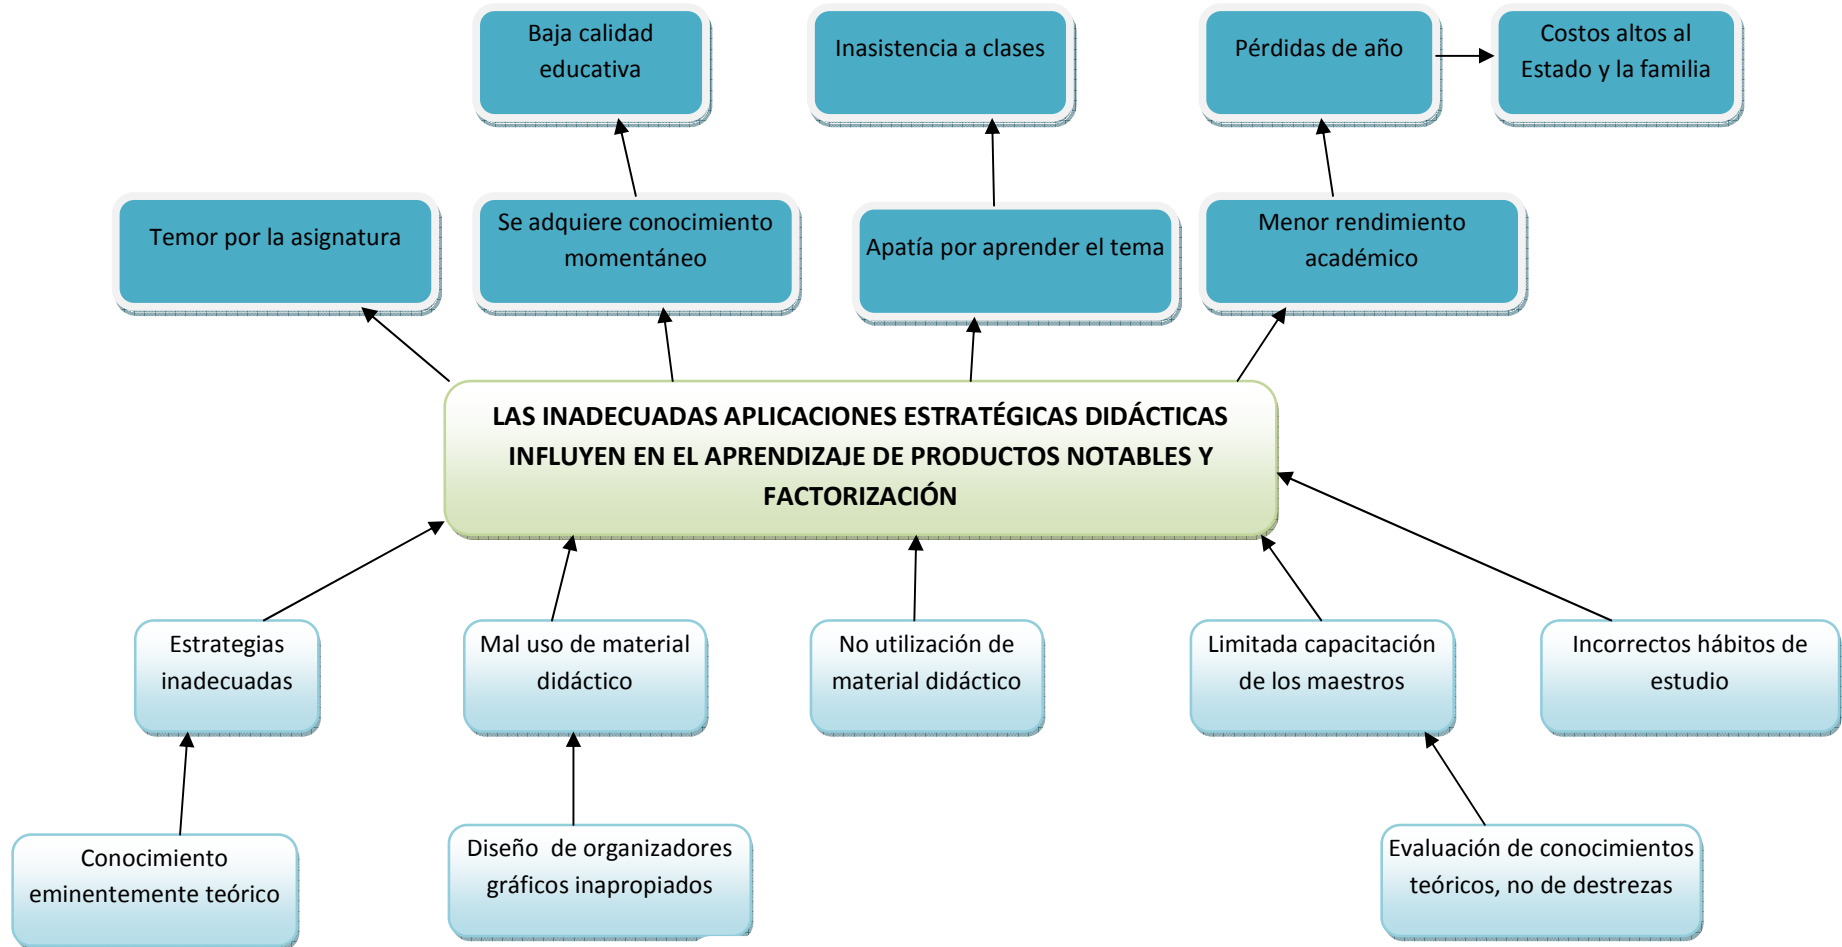 Baja calidad
educativa
Inasistencia a clases
Pérdidas de año
Costos altos al
Estado y la familia
Temor por la asignatura
Se adquiere conocimiento
momentáneo
Apatía por aprender el tema
Menor rendimiento
académico
LAS INADECUADAS APLICACIONES ESTRATÉGICAS DIDÁCTICAS
INFLUYEN EN EL APRENDIZAJE DE PRODUCTOS NOTABLES Y
FACTORIZACIÓN
Estrategias
inadecuadas
Mal uso de material
didáctico
No utilización de
material didáctico
Limitada capacitación
de los maestros
Incorrectos hábitos de
estudio
Conocimiento
eminentemente teórico
Diseño  de organizadores
gráficos inapropiados
Evaluación de conocimientos
teóricos, no de destrezas